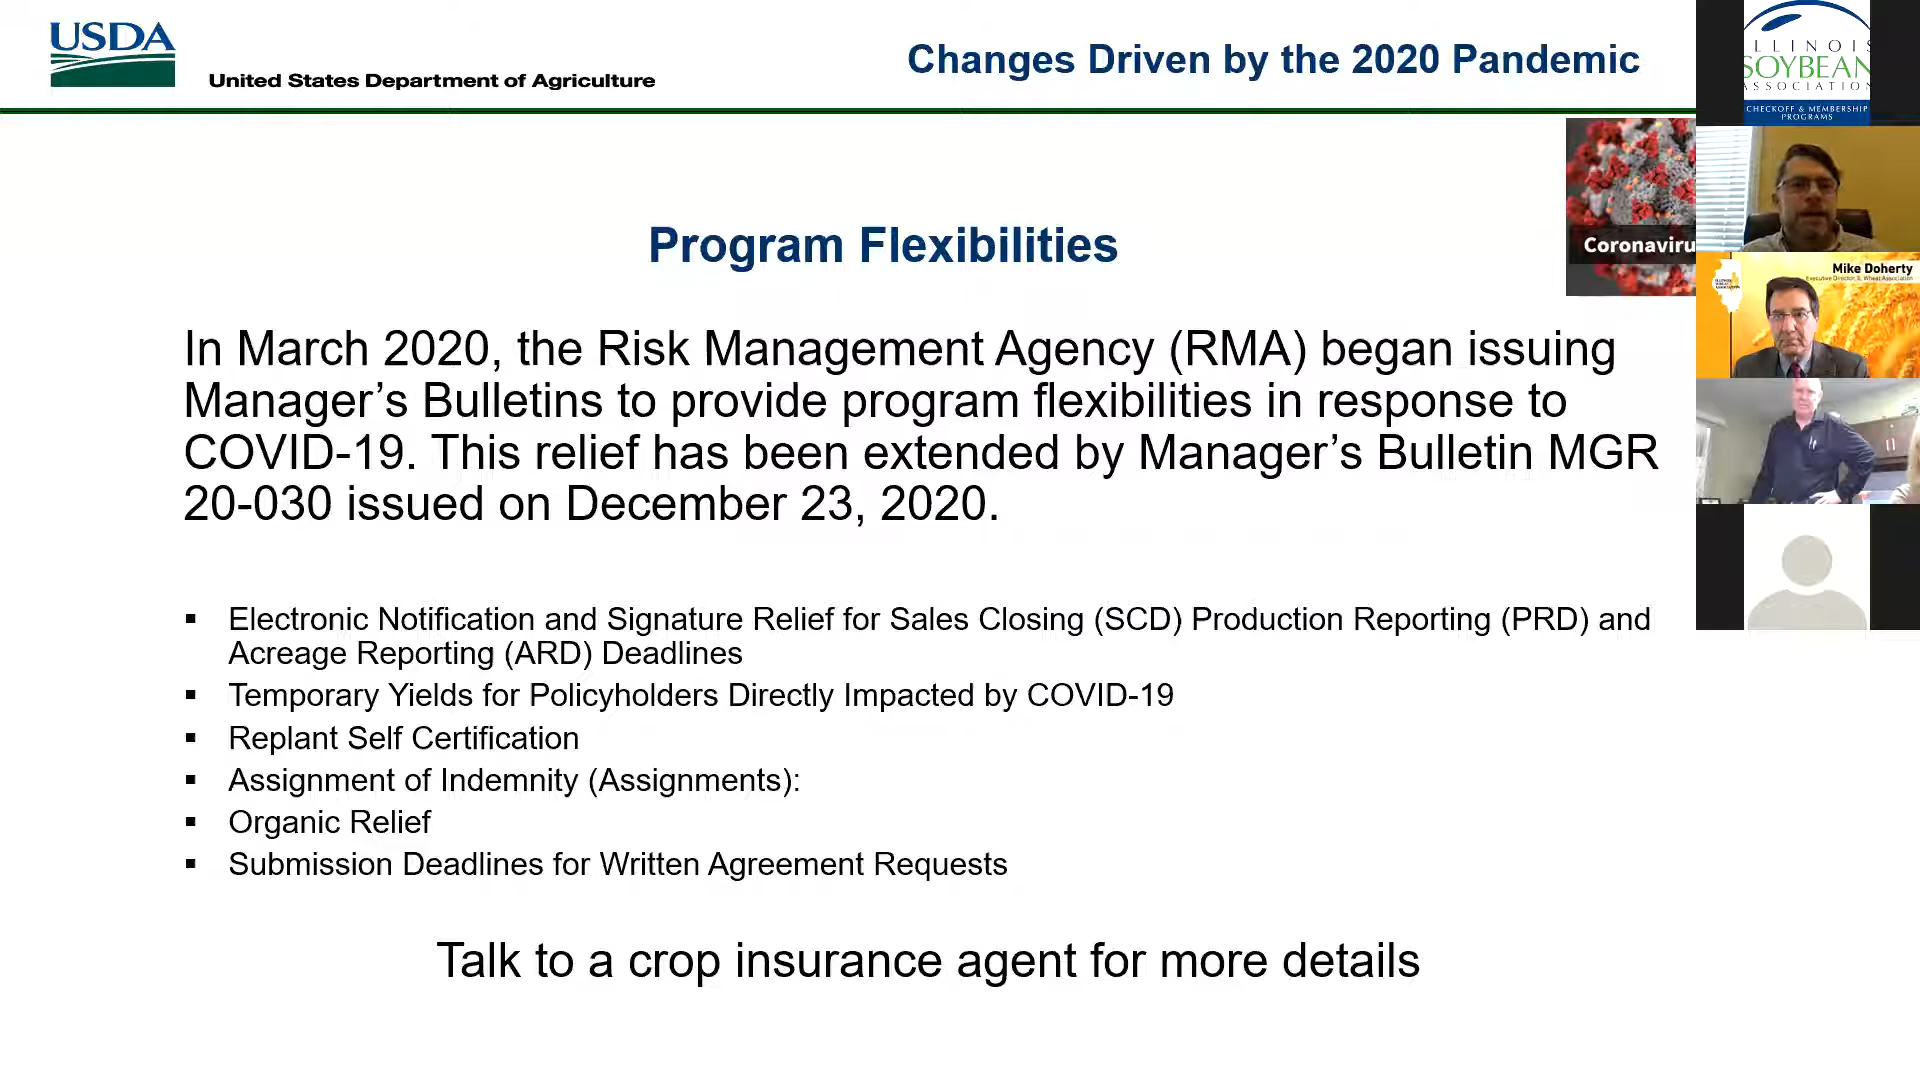 USDA
United States Department of Agriculture
Changes Driven by the 2020 Pandemic
ILLINOIS
SOYBEAN
ASSOCIATION
CHECKOFF & MEMBERSHIP
PROGRAMS
Coronaviru
Mike Doherty
Executive Director, IL Wheat Association
Program Flexibilities
In March 2020, the Risk Management Agency (RMA) began issuing
Manager’s Bulletins to provide program flexibilities in response to
COVID-19. This relief has been extended by Manager’s Bulletin MGR
20-030 issued on December 23, 2020.
▪ Electronic Notification and Signature Relief for Sales Closing (SCD) Production Reporting (PRD) and
Acreage Reporting (ARD) Deadlines
▪ Temporary Yields for Policyholders Directly Impacted by COVID-19
▪ Replant Self Certification
▪ Assignment of Indemnity (Assignments):
▪ Organic Relief
▪ Submission Deadlines for Written Agreement Requests
Talk to a crop insurance agent for more details